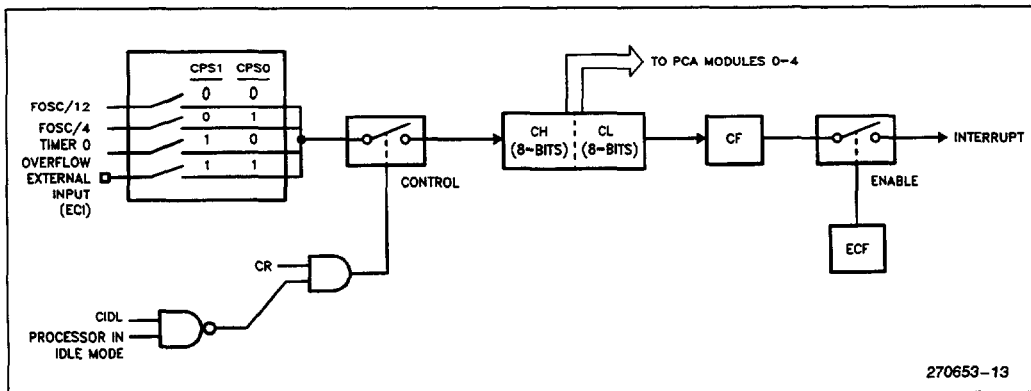 CPS1 CPS0
0 0
0 1
1 0
1 1
FOSC/12
FOSC/4
TIMER 0
OVERFLOW
EXTERNAL
INPUT
(ECI)
CONTROL
TO PCA MODULES 0-4
CH
(8-BITS)
CL
(8-BITS)
CF
INTERRUPT
ENABLE
ECF
CR
CIDL
PROCESSOR IN
IDLE MODE
270653-13